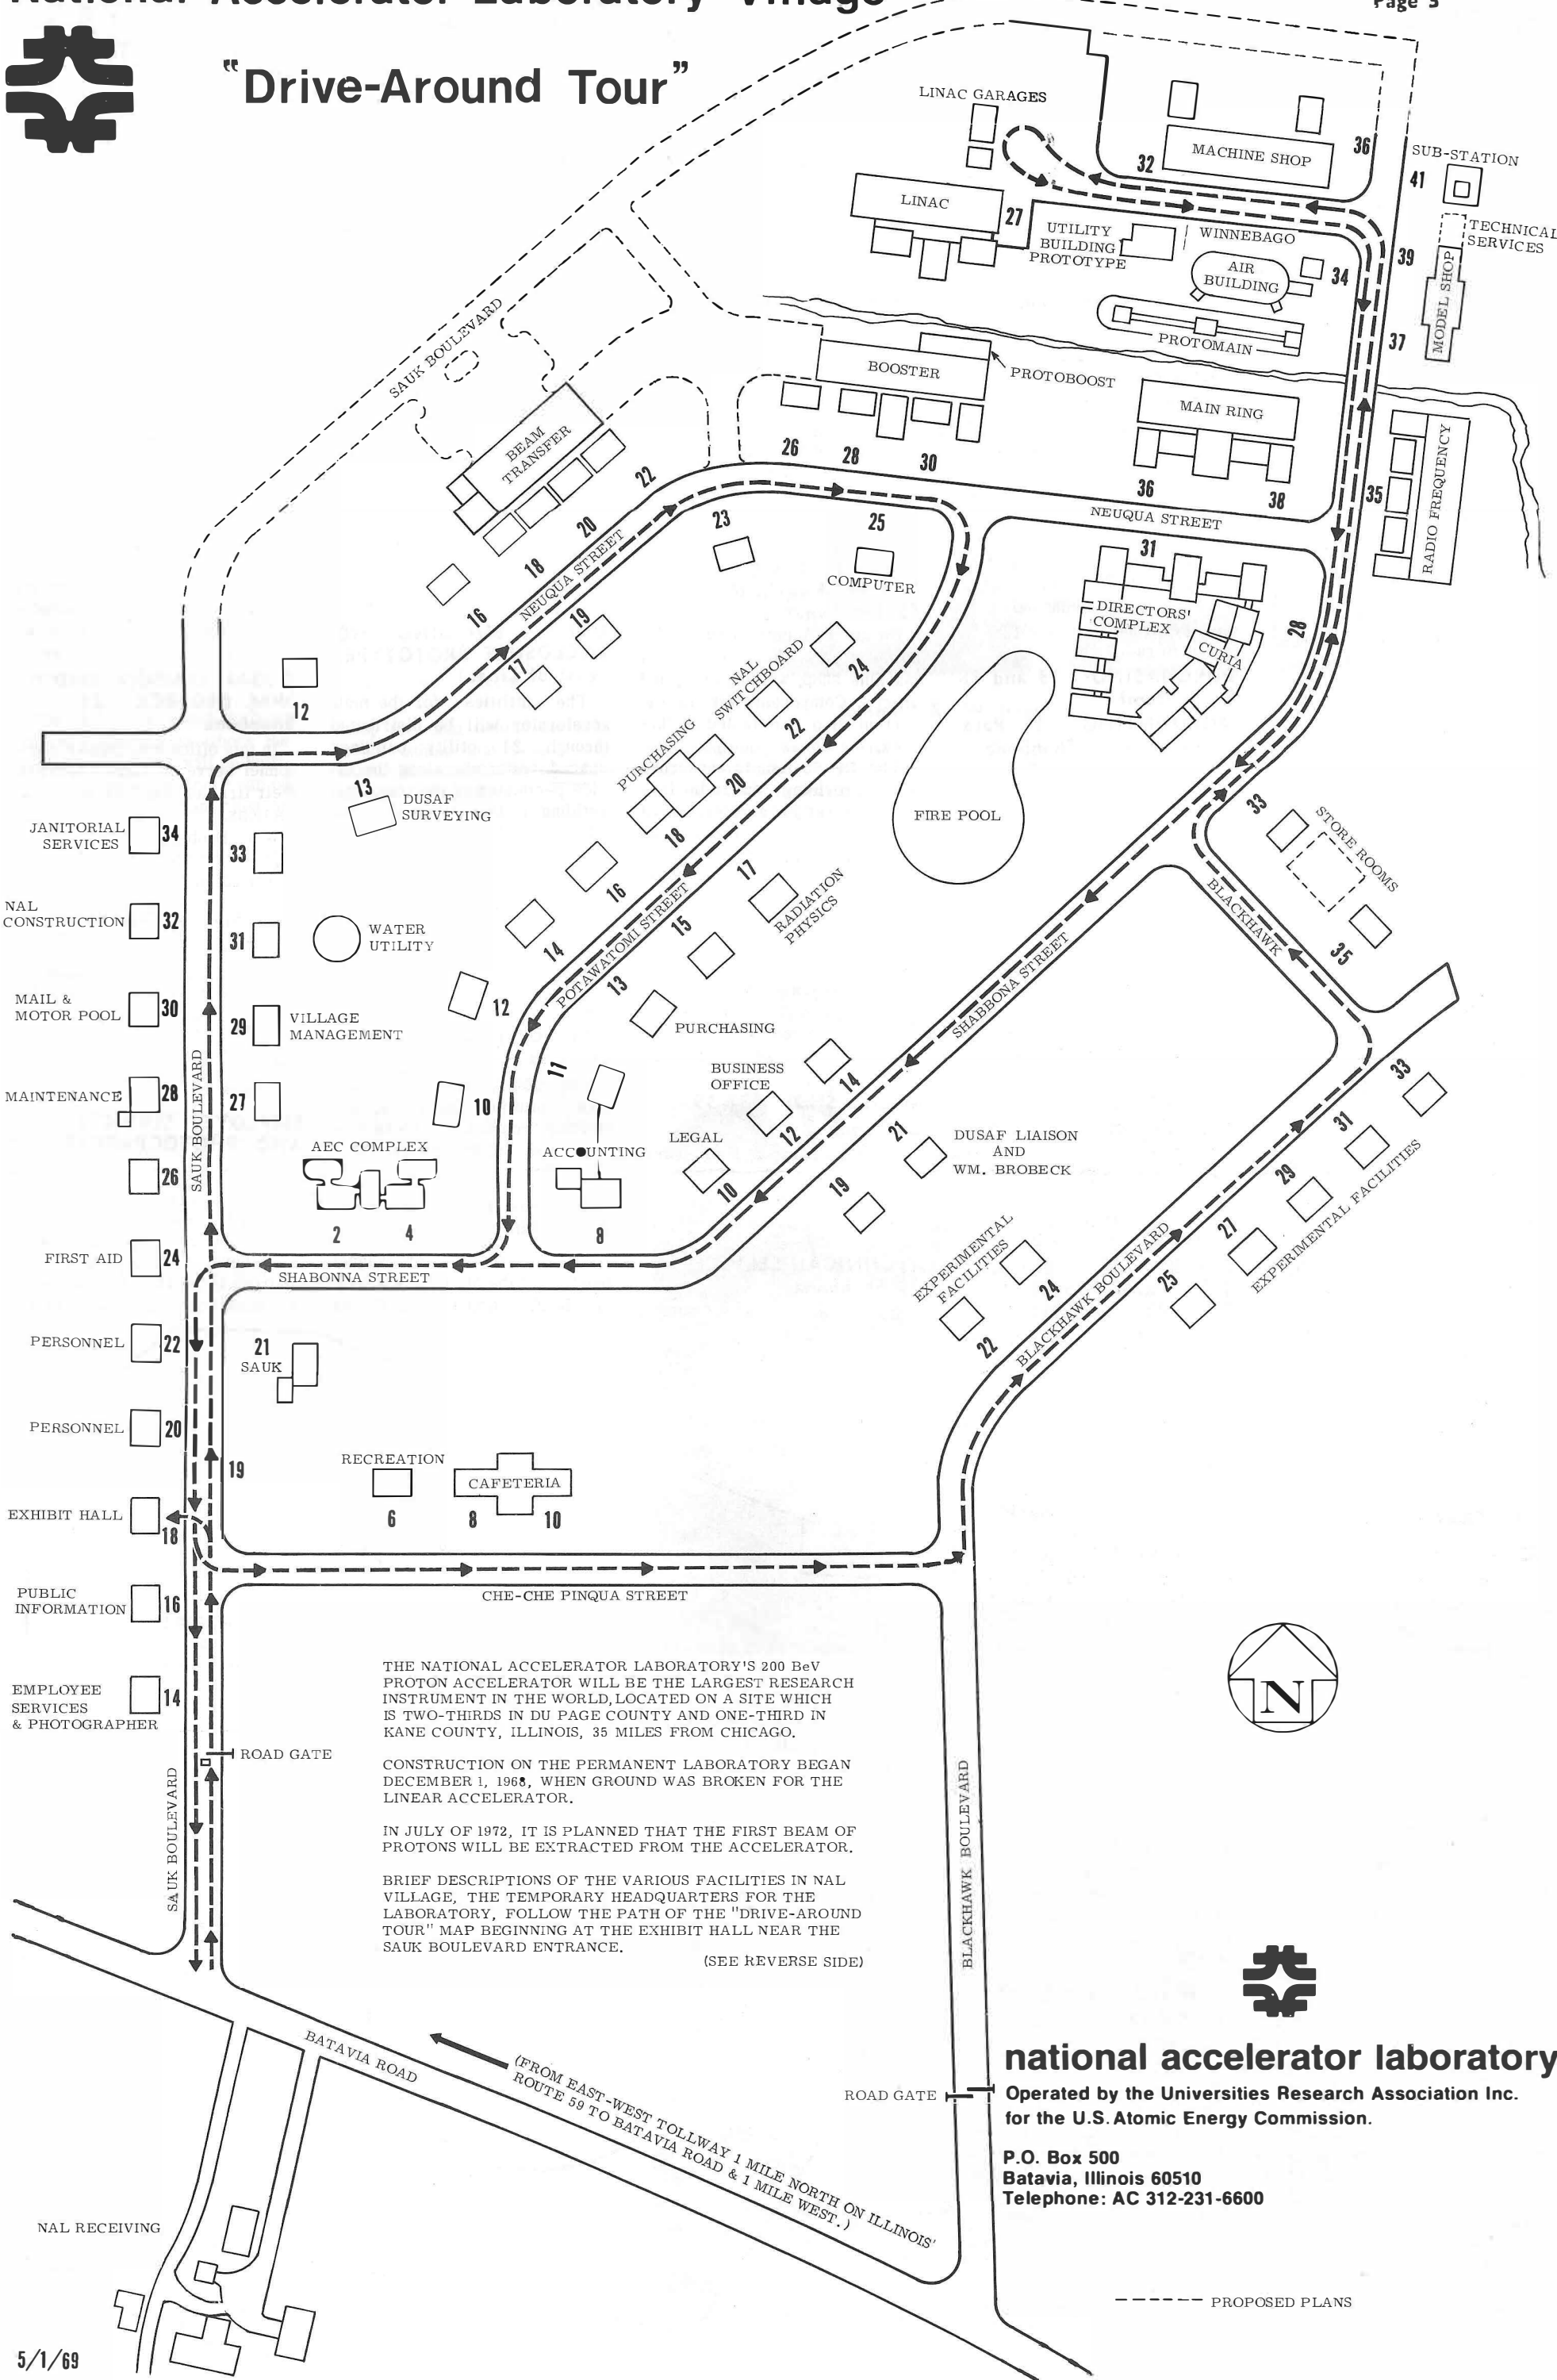 National Accelerator Laboratory Village
Page 3
"Drive-Around Tour"
LINAC GARAGES
MACHINE SHOP
32
36
SUB-STATION
41
LINAC
27
UTILITY
BUILDING
PROTOTYPE
WINNEBAGO
TECHNICAL
SERVICES
39
AIR
BUILDING
34
MODEL SHOP
37
PROTOMAIN
SAUK BOULEVARD
BOOSTER
PROTOBOOST
MAIN RING
BEAM
TRANSFER
22
26
28
30
36
38
35
RADIO FREQUENCY
20
18
16
NEUQUA STREET
23
25
COMPUTER
NEUQUA STREET
31
DIRECTORS'
COMPLEX
CURIA
28
19
17
24
NAL
SWITCHBOARD
22
12
PURCHASING
20
18
FIRE POOL
13
DUSAF
SURVEYING
33
STORE ROOMS
35
BLACKHAWK
JANITORIAL
SERVICES
34
33
16
17
RADIATION
PHYSICS
15
POTAWATOMI STREET
NAL
CONSTRUCTION
32
31
WATER
UTILITY
14
13
SHABBONA STREET
MAIL &
MOTOR POOL
30
29
VILLAGE
MANAGEMENT
12
PURCHASING
11
BUSINESS
OFFICE
14
MAINTENANCE
28
27
10
12
33
31
SAUK BOULEVARD
26
AEC COMPLEX
2
4
ACCOUNTING
8
LEGAL
10
21
19
DUSAF LIAISON
AND
WM. BROBECK
29
27
25
EXPERIMENTAL FACILITIES
FIRST AID
24
SHABONNA STREET
EXPERIMENTAL
FACILITIES
24
22
BLACKHAWK BOULEVARD
PERSONNEL
22
21
SAUK
PERSONNEL
20
19
RECREATION
6
CAFETERIA
8
10
EXHIBIT HALL
18
CHE-CHE PINQUA STREET
PUBLIC
INFORMATION
16
EMPLOYEE
SERVICES
& PHOTOGRAPHER
14
ROAD GATE
SAUK BOULEVARD
THE NATIONAL ACCELERATOR LABORATORY'S 200 BeV
PROTON ACCELERATOR WILL BE THE LARGEST RESEARCH
INSTRUMENT IN THE WORLD, LOCATED ON A SITE WHICH
IS TWO-THIRDS IN DU PAGE COUNTY AND ONE-THIRD IN
KANE COUNTY, ILLINOIS, 35 MILES FROM CHICAGO.
CONSTRUCTION ON THE PERMANENT LABORATORY BEGAN
DECEMBER 1, 1968, WHEN GROUND WAS BROKEN FOR THE
LINEAR ACCELERATOR.
IN JULY OF 1972, IT IS PLANNED THAT THE FIRST BEAM OF
PROTONS WILL BE EXTRACTED FROM THE ACCELERATOR.
BRIEF DESCRIPTIONS OF THE VARIOUS FACILITIES IN NAL
VILLAGE, THE TEMPORARY HEADQUARTERS FOR THE
LABORATORY, FOLLOW THE PATH OF THE "DRIVE-AROUND
TOUR" MAP BEGINNING AT THE EXHIBIT HALL NEAR THE
SAUK BOULEVARD ENTRANCE.
(SEE REVERSE SIDE)
BLACKHAWK BOULEVARD
N
BATAVIA ROAD
(FROM EAST-WEST TOLLWAY 1 MILE NORTH ON ILLINOIS'
ROUTE 59 TO BATAVIA ROAD & 1 MILE WEST.)
ROAD GATE
national accelerator laboratory
Operated by the Universities Research Association Inc.
for the U.S. Atomic Energy Commission.
P.O. Box 500
Batavia, Illinois 60510
Telephone: AC 312-231-6600
NAL RECEIVING
PROPOSED PLANS
5/1/69